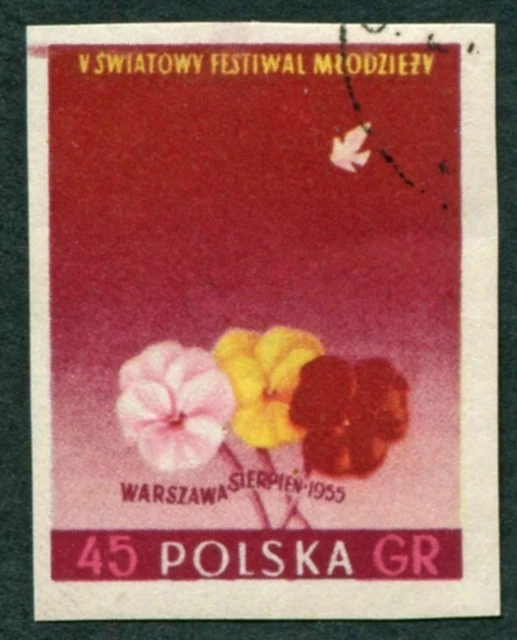 V ŚWIATOWY FESTIWAL MŁODZIEŻY
WARSZAWA SIERPIEŃ·1955
45 POLSKA GR